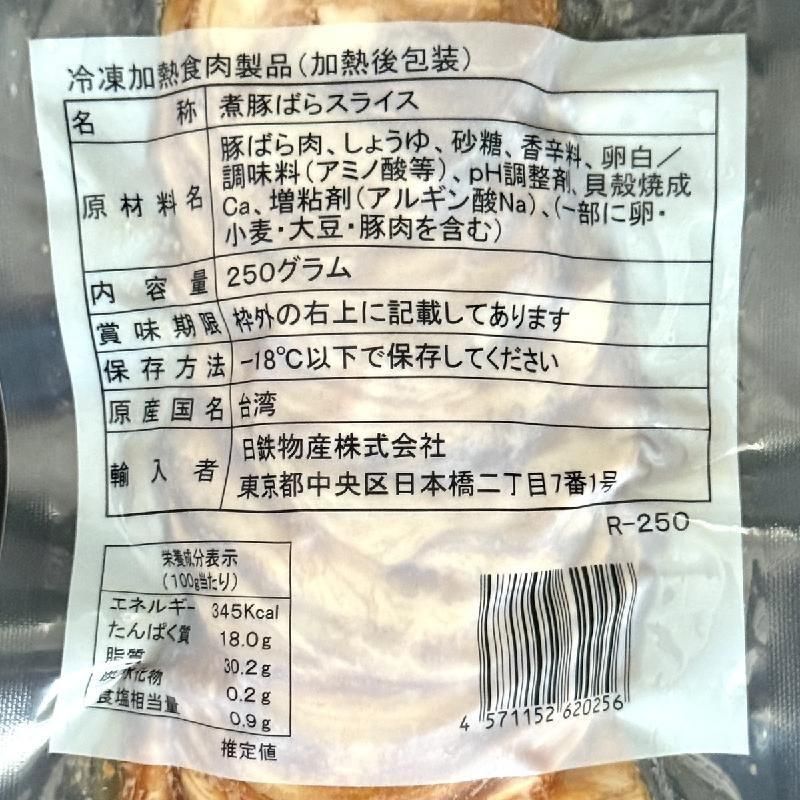 冷凍加熱食肉製品(加熱後包装)
名称 煮豚ばらスライス
原材料名 豚ばら肉、しょうゆ、砂糖、香辛料、卵白/
調味料(アミノ酸等)、pH調整剤、貝殻焼成
Ca、増粘剤(アルギン酸Na)、(一部に卵・
小麦・大豆・豚肉を含む)
内容量 250グラム
賞味期限 枠外の右上に記載してあります
保存方法 -18℃以下で保存してください
原産国名 台湾
輸入者 日鉄物産株式会社
東京都中央区日本橋二丁目7番1号
R-250
栄養成分表示
(100g当たり)
エネルギー 345Kcal
たんぱく質 18.0g
脂質 30.2g
炭水化物 0.2g
食塩相当量 0.9g
推定値
4 571152 620256